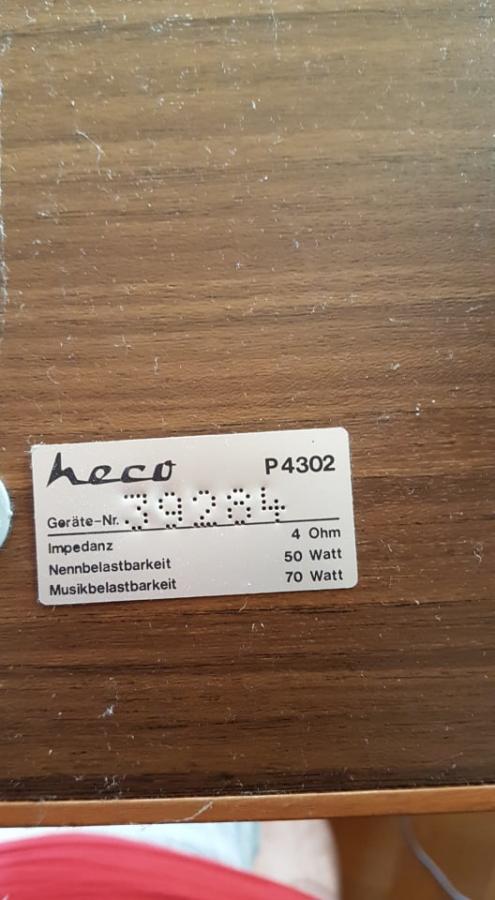 heco P4302
Geräte-Nr. 39284
Impedanz 4 Ohm
Nennbelastbarkeit 50 Watt
Musikbelastbarkeit 70 Watt